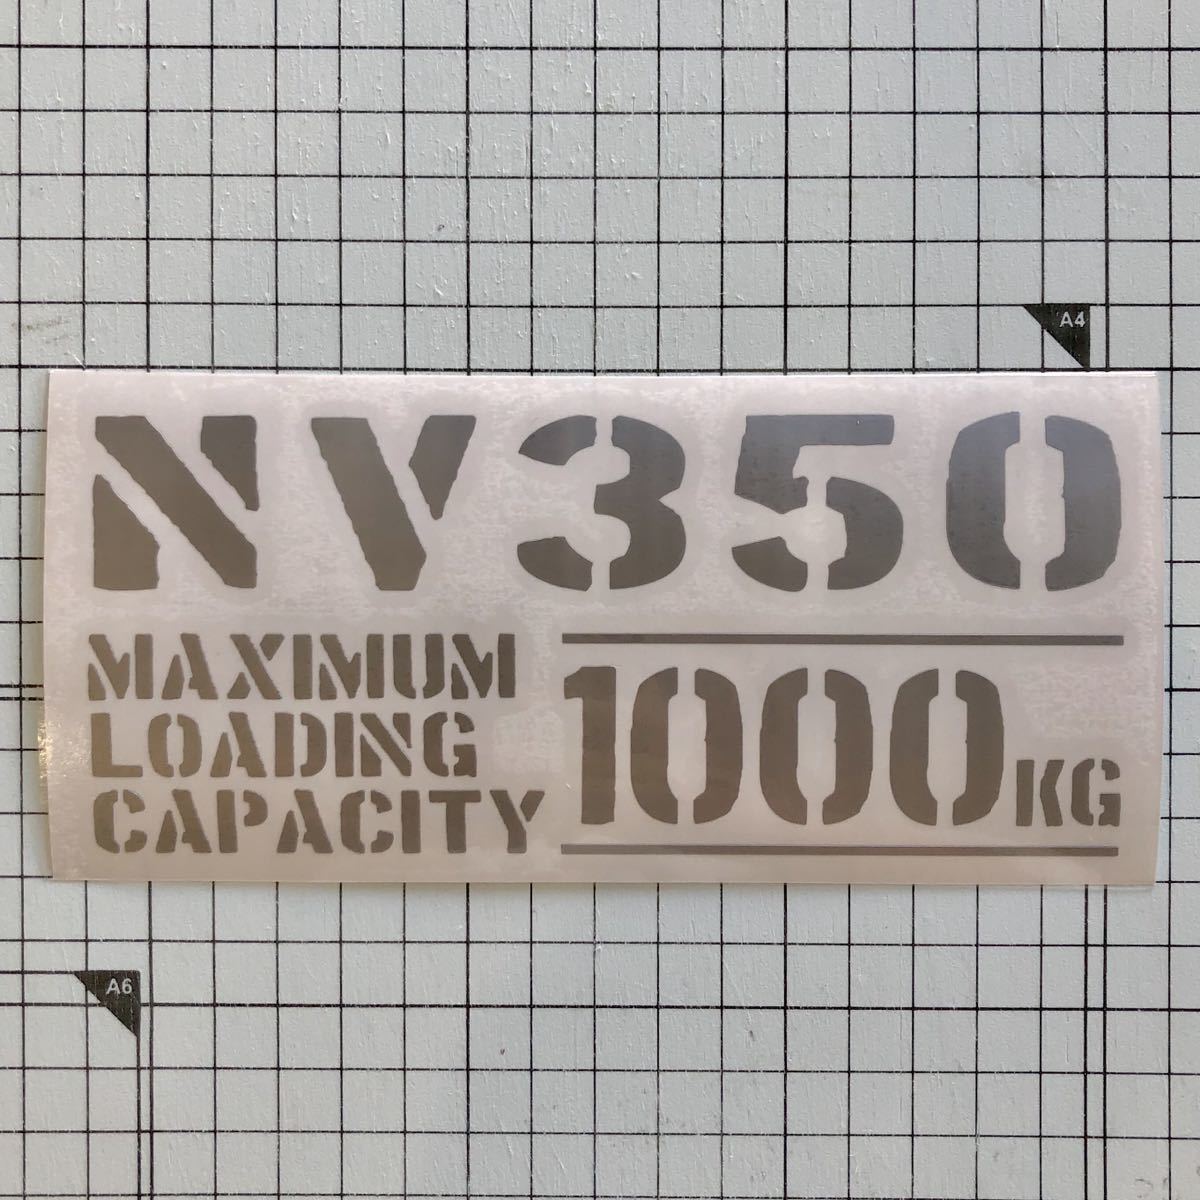 A4
NV350
MAXIMUM
LOADING
CAPACITY
1000KG
A6